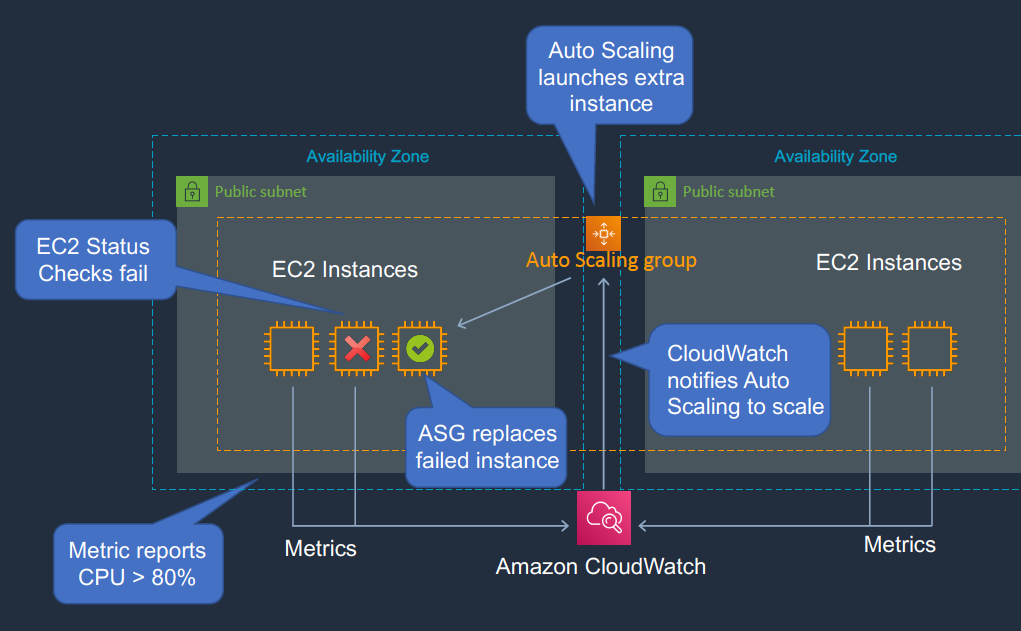 Auto Scaling
launches extra
instance
Availability Zone
Availability Zone
Public subnet
Public subnet
EC2 Status
Checks fail
EC2 Instances
Auto Scaling group
EC2 Instances
CloudWatch
notifies Auto
Scaling to scale
ASG replaces
failed instance
Metric reports
CPU > 80%
Metrics
Metrics
Amazon CloudWatch